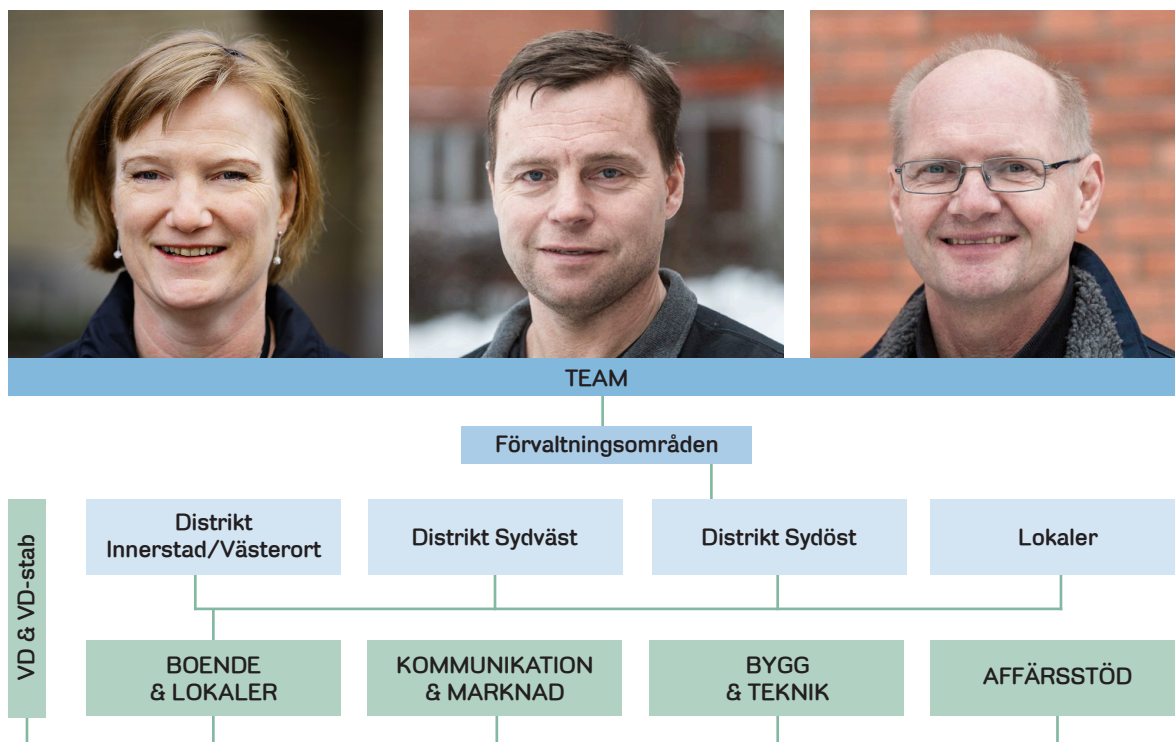 TEAM
Förvaltningsområden
Distrikt
Innerstad/Västerort
Distrikt Sydväst
Distrikt Sydöst
Lokaler
VD & VD-stab
BOENDE
& LOKALER
KOMMUNIKATION
& MARKNAD
BYGG
& TEKNIK
AFFÄRSSTÖD